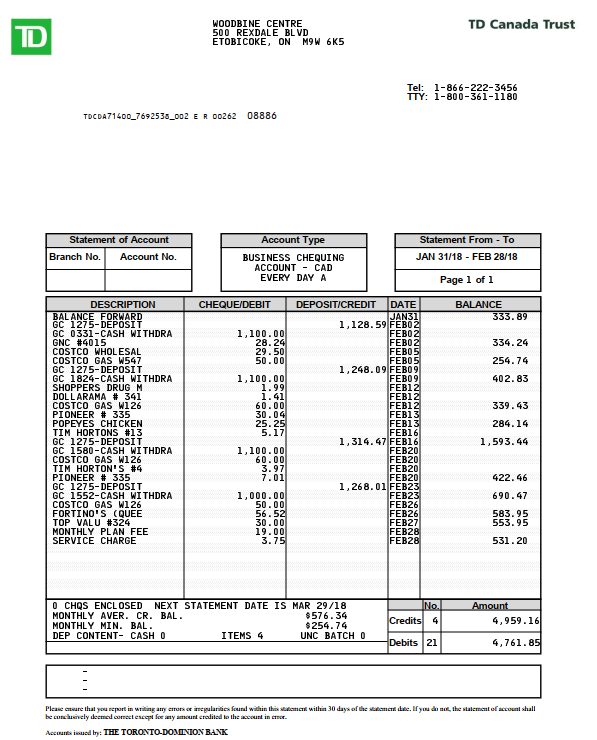 TD
WOODBINE CENTRE
500 REXDALE BLVD
ETOBICOKE, ON M9W 6K5
TD Canada Trust
Tel: 1-866-222-3456
TTY: 1-800-361-1180
TDCDA71400_7692538_002 E R 00262 08886
Statement of Account
Branch No. Account No.
Account Type
BUSINESS CHEQUING
ACCOUNT - CAD
EVERY DAY A
Statement From - To
JAN 31/18 - FEB 28/18
Page 1 of 1
DESCRIPTION CHEQUE/DEBIT DEPOSIT/CREDIT DATE BALANCE
BALANCE FORWARD JAN31 333.89
GC 1275-DEPOSIT 1,128.59 FEB02
GC 0331-CASH WITHDRA 1,100.00 FEB02
GNC #4015 28.24 FEB02 334.24
COSTCO WHOLESAL 29.50 FEB05
COSTCO GAS W547 50.00 FEB05 254.74
GC 1275-DEPOSIT 1,248.09 FEB09
GC 1824-CASH WITHDRA 1,100.00 FEB09 402.83
SHOPPERS DRUG M 1.99 FEB12
DOLLARAMA # 341 1.41 FEB12
COSTCO GAS W126 60.00 FEB12 339.43
PIONEER # 335 30.04 FEB13
POPEYES CHICKEN 25.25 FEB13 284.14
TIM HORTONS #13 5.17 FEB16
GC 1275-DEPOSIT 1,314.47 FEB16 1,593.44
GC 1580-CASH WITHDRA 1,100.00 FEB20
COSTCO GAS W126 60.00 FEB20
TIM HORTON'S #4 3.97 FEB20
PIONEER # 335 7.01 FEB20 422.46
GC 1275-DEPOSIT 1,268.01 FEB23
GC 1552-CASH WITHDRA 1,000.00 FEB23 690.47
COSTCO GAS W126 50.00 FEB26
FORTINO'S (QUEE 56.52 FEB26 583.95
TOP VALU #324 30.00 FEB27 553.95
MONTHLY PLAN FEE 19.00 FEB28
SERVICE CHARGE 3.75 FEB28 531.20
0 CHQS ENCLOSED NEXT STATEMENT DATE IS MAR 29/18
MONTHLY AVER. CR. BAL. $576.34
MONTHLY MIN. BAL. $254.74
DEP CONTENT- CASH 0 ITEMS 4 UNC BATCH 0
No. Amount
Credits 4 4,959.16
Debits 21 4,761.85
–
–
–
Please ensure that you report in writing any errors or irregularities found within this statement within 30 days of the statement date. If you do not, the statement of account shall
be conclusively deemed correct except for any amount credited to the account in error.
Accounts issued by: THE TORONTO-DOMINION BANK